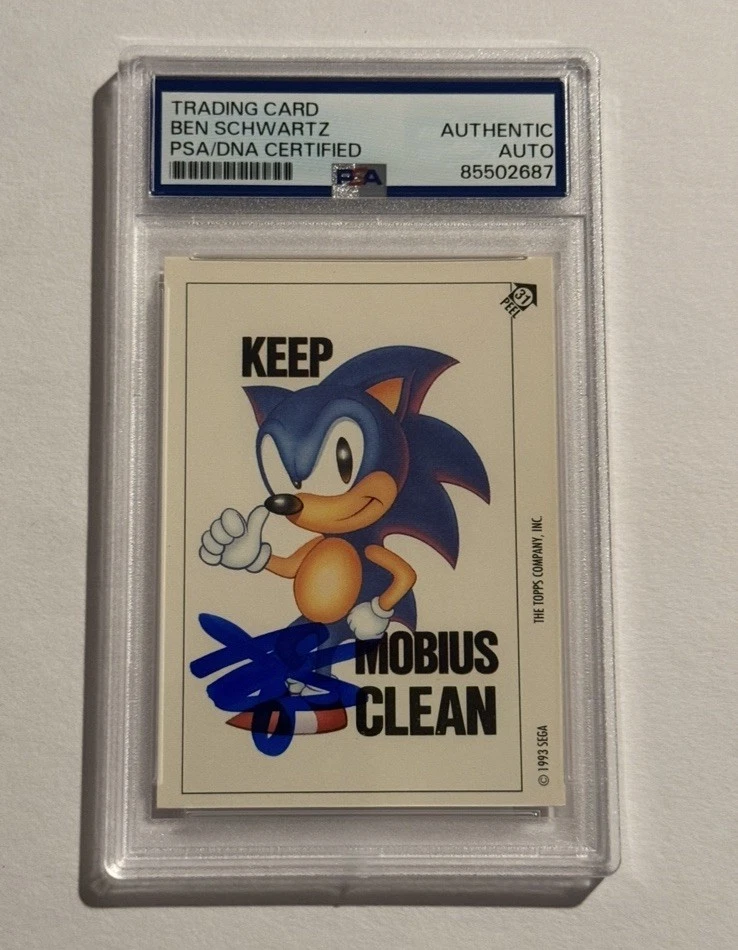 TRADING CARD
BEN SCHWARTZ
PSA/DNA CERTIFIED
AUTHENTIC
AUTO
85502687
PSA
31
PEEL
KEEP
MOBIUS
CLEAN
THE TOPPS COMPANY, INC.
© 1993 SEGA